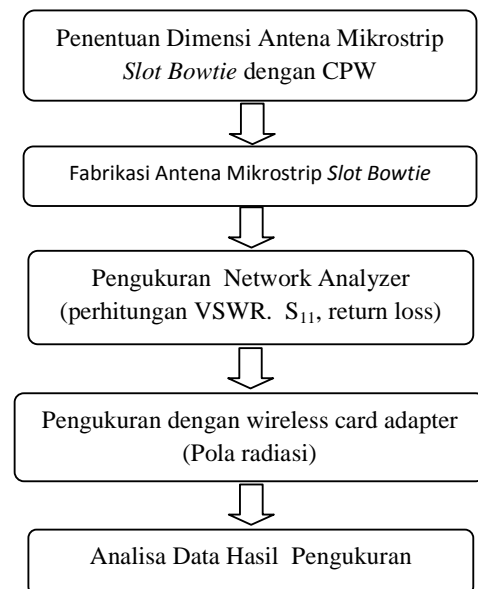 Penentuan Dimensi Antena Mikrostrip
Slot Bowtie dengan CPW
Fabrikasi Antena Mikrostrip Slot Bowtie
Pengukuran Network Analyzer
(perhitungan VSWR. S₁₁, return loss)
Pengukuran dengan wireless card adapter
(Pola radiasi)
Analisa Data Hasil Pengukuran